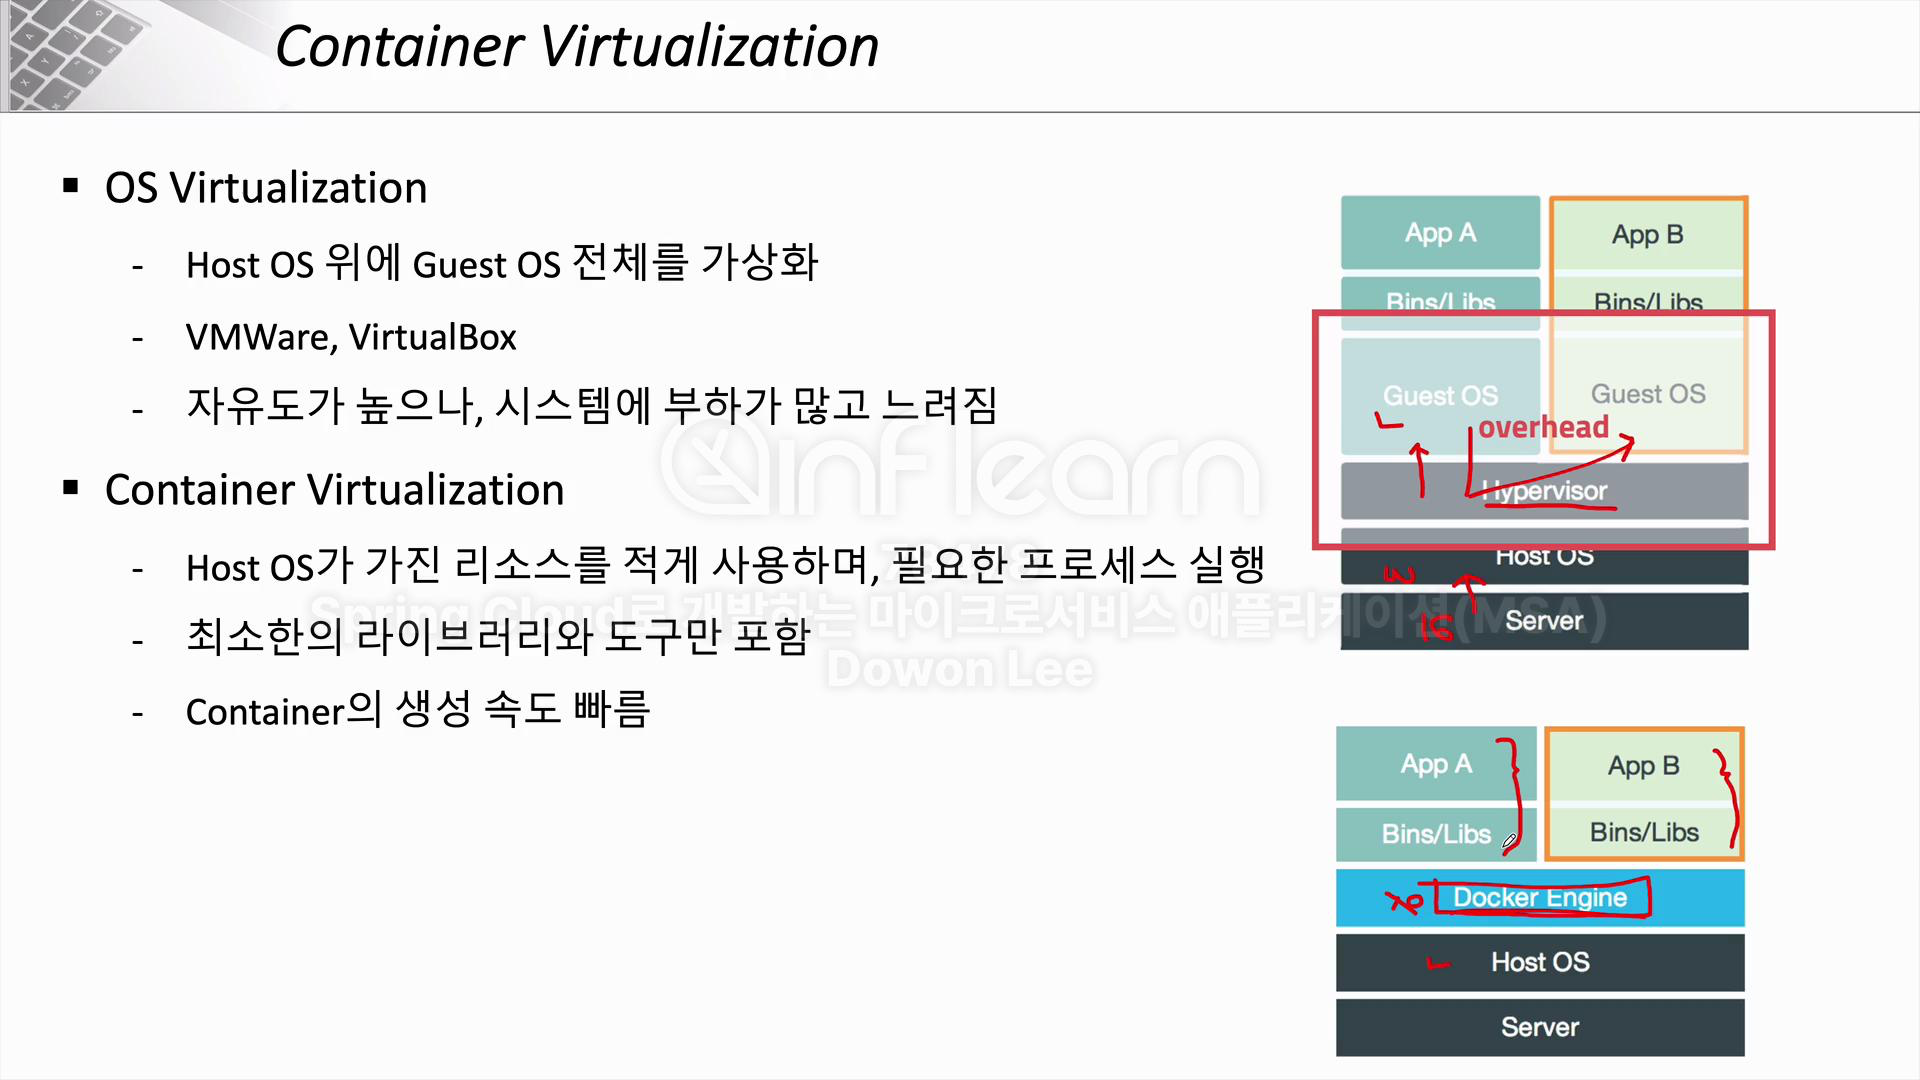 Container Virtualization
▪ OS Virtualization
- Host OS 위에 Guest OS 전체를 가상화
- VMWare, VirtualBox
- 자유도가 높으나, 시스템에 부하가 많고 느려짐
▪ Container Virtualization
- Host OS가 가진 리소스를 적게 사용하며, 필요한 프로세스 실행
- 최소한의 라이브러리와 도구만 포함
- Container의 생성 속도 빠름
App A
App B
Bins/Libs
Bins/Libs
Guest OS
Guest OS
overhead
Hypervisor
Host OS
Server
App A
App B
Bins/Libs
Bins/Libs
Docker Engine
Host OS
Server
inflearn
Spring Cloud로 개발하는 마이크로서비스 애플리케이션(MSA)
Dowon Lee